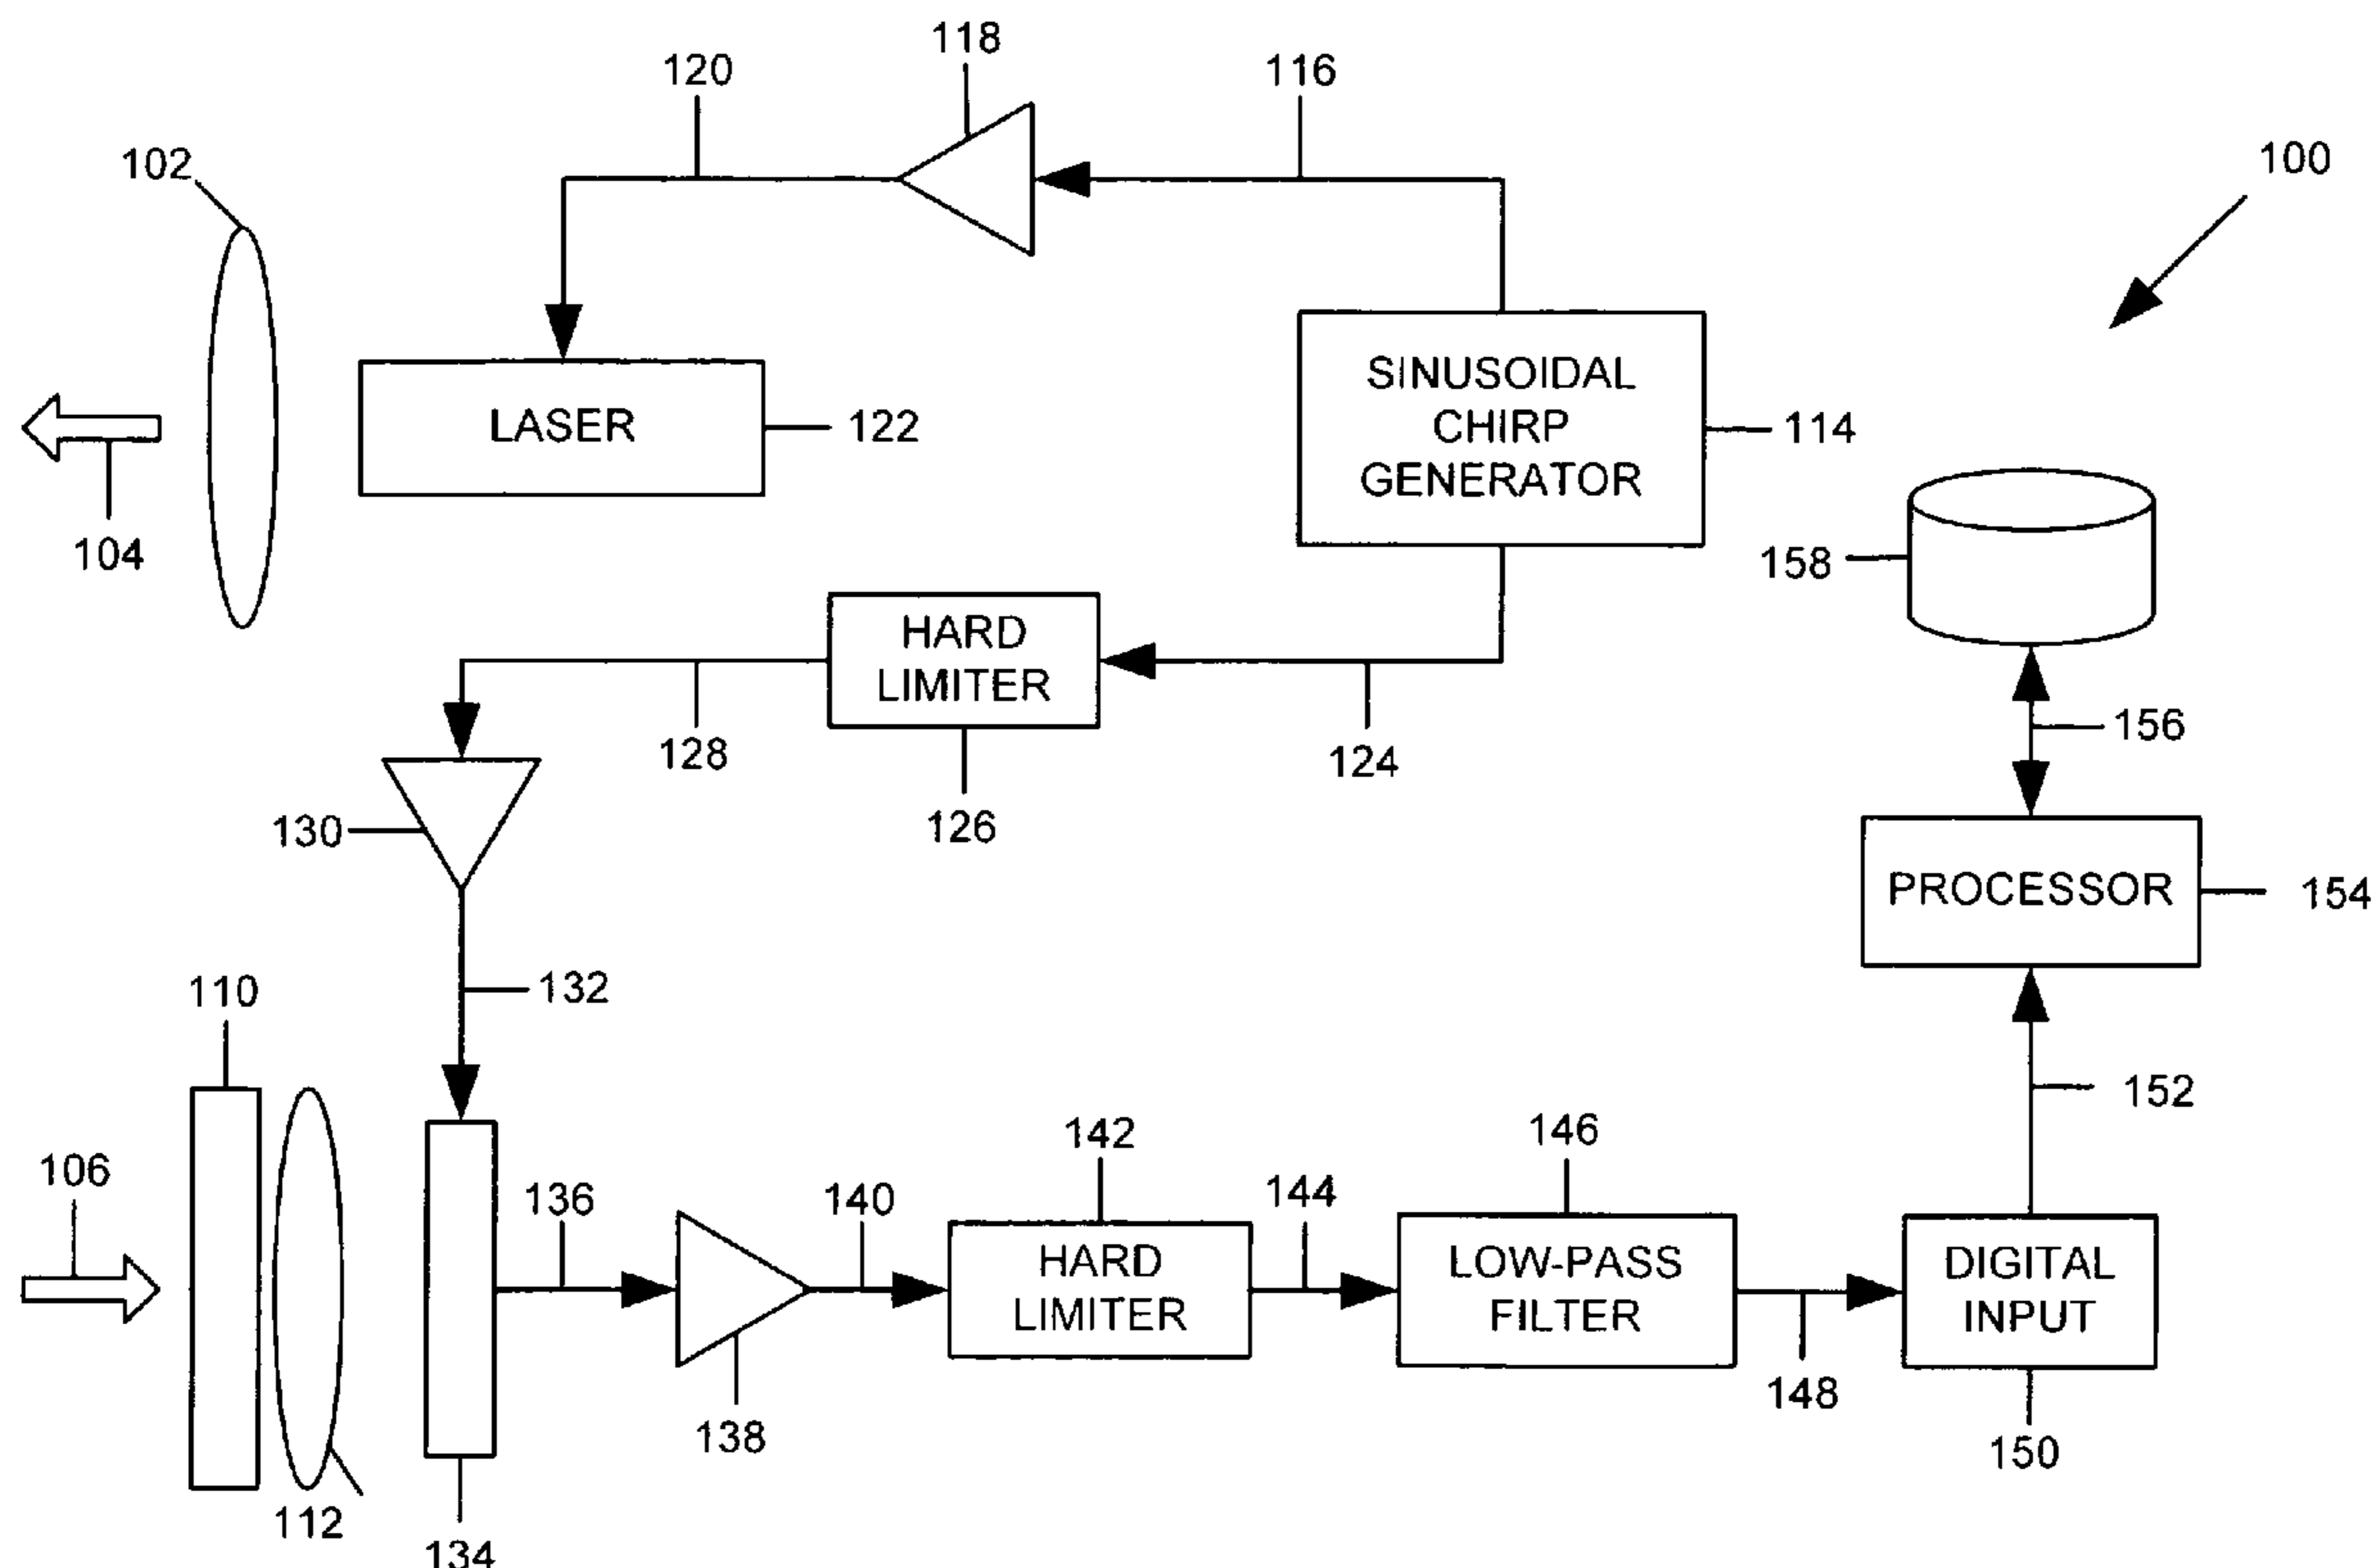 118
120
116
102
100
SINUSOIDAL
CHIRP
GENERATOR
114
LASER
122
104
158
HARD
LIMITER
128
124
156
126
130
PROCESSOR
154
132
110
152
142
146
106
136
140
144
HARD
LIMITER
LOW-PASS
FILTER
DIGITAL
INPUT
148
138
150
112
134